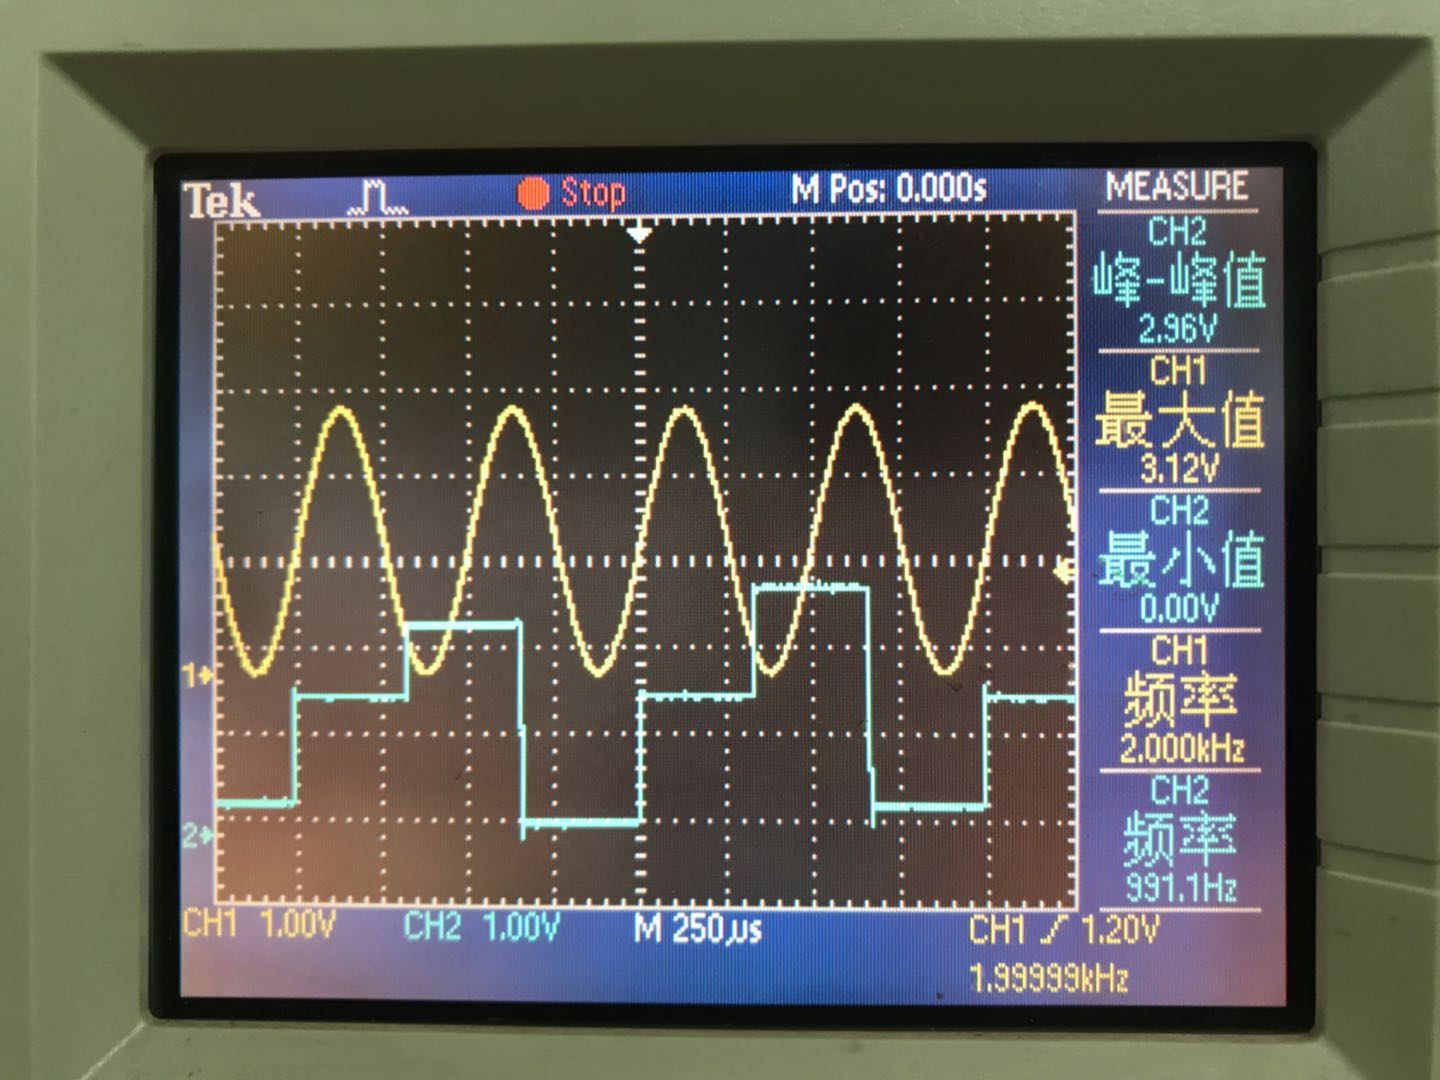 Tek
Stop
M Pos: 0.000s
MEASURE
CH2
峰-峰值
2.96V
CH1
最大值
3.12V
CH2
最小值
0.00V
CH1
频率
2.000kHz
CH2
频率
991.1Hz
1
2
CH1 1.00V
CH2 1.00V
M 250µs
CH1
1.20V
1.99999kHz